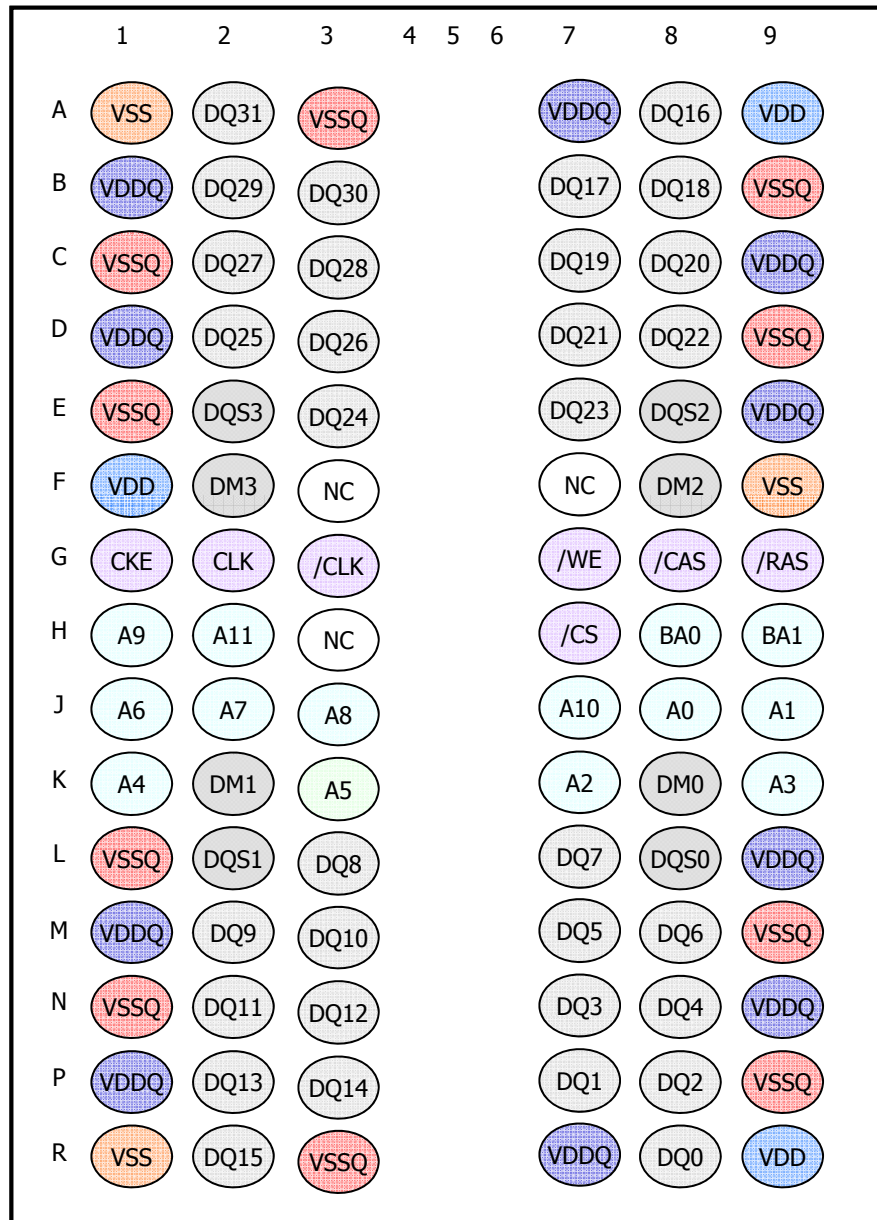 1 2 3 4 5 6 7 8 9
A VSS DQ31 VSSQ VDDQ DQ16 VDD
B VDDQ DQ29 DQ30 DQ17 DQ18 VSSQ
C VSSQ DQ27 DQ28 DQ19 DQ20 VDDQ
D VDDQ DQ25 DQ26 DQ21 DQ22 VSSQ
E VSSQ DQS3 DQ24 DQ23 DQS2 VDDQ
F VDD DM3 NC NC DM2 VSS
G CKE CLK /CLK /WE /CAS /RAS
H A9 A11 NC /CS BA0 BA1
J A6 A7 A8 A10 A0 A1
K A4 DM1 A5 A2 DM0 A3
L VSSQ DQS1 DQ8 DQ7 DQS0 VDDQ
M VDDQ DQ9 DQ10 DQ5 DQ6 VSSQ
N VSSQ DQ11 DQ12 DQ3 DQ4 VDDQ
P VDDQ DQ13 DQ14 DQ1 DQ2 VSSQ
R VSS DQ15 VSSQ VDDQ DQ0 VDD